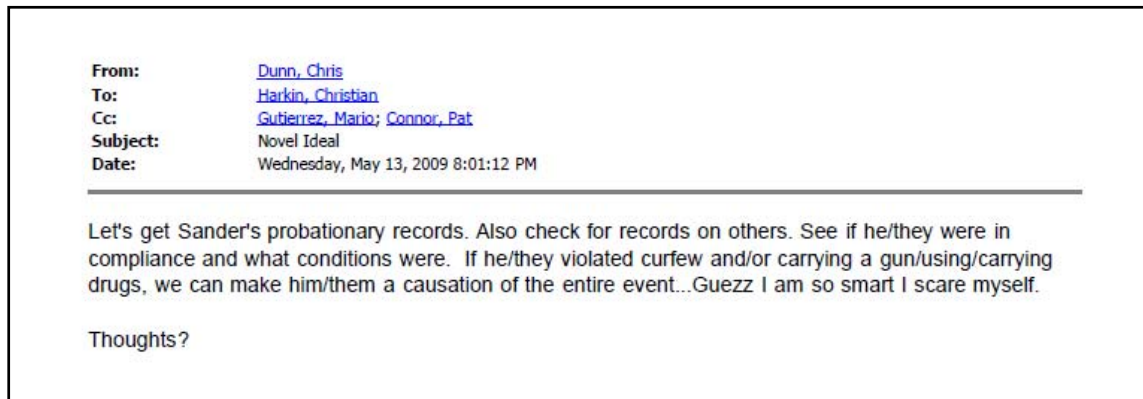 From: Dunn, Chris
To: Harkin, Christian
Cc: Gutierrez, Mario; Connor, Pat
Subject: Novel Ideal
Date: Wednesday, May 13, 2009 8:01:12 PM
Let's get Sander's probationary records. Also check for records on others. See if he/they were in
compliance and what conditions were.  If he/they violated curfew and/or carrying a gun/using/carrying
drugs, we can make him/them a causation of the entire event...Guezz I am so smart I scare myself.
Thoughts?